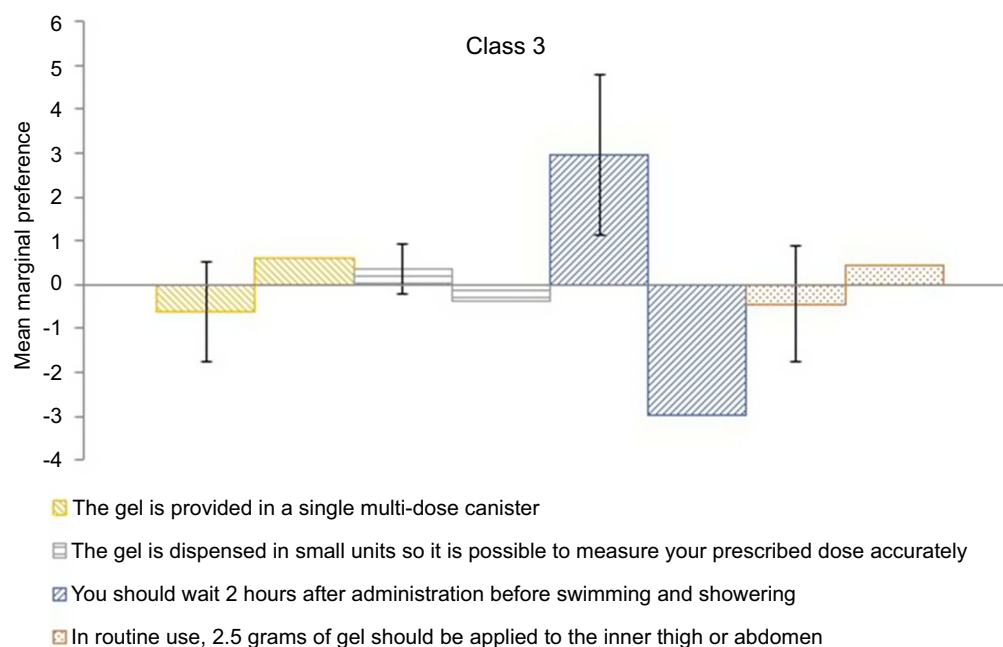 Class 3
Mean marginal preference
6
5
4
3
2
1
0
-1
-2
-3
-4
The gel is provided in a single multi-dose canister
The gel is dispensed in small units so it is possible to measure your prescribed dose accurately
You should wait 2 hours after administration before swimming and showering
In routine use, 2.5 grams of gel should be applied to the inner thigh or abdomen